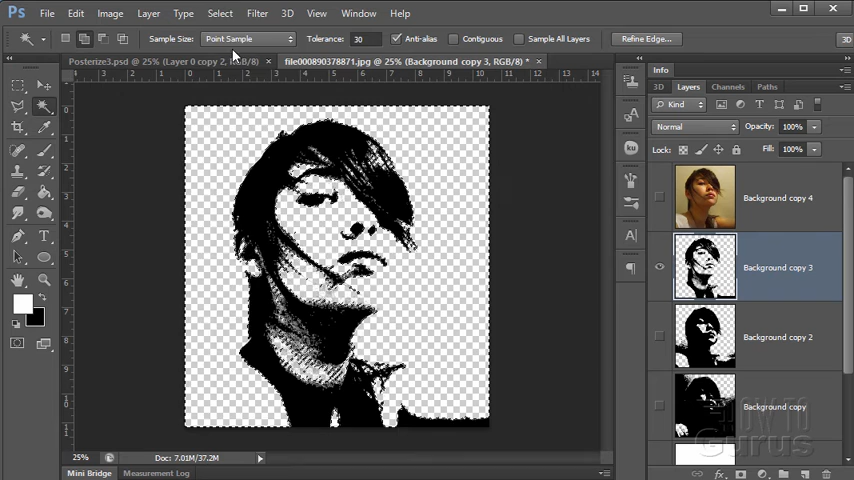 Ps File Edit Image Layer Type Select Filter 3D View Window Help
Sample Size: Point Sample Tolerance: 30 Anti-alias Contiguous Sample All Layers Refine Edge... 3D
Posterize3.psd @ 25% (Layer 0 copy 2, RGB/8) × file000890378871.jpg @ 25% (Background copy 3, RGB/8) * ×
Info
3D Layers Channels Paths
Kind
Normal Opacity: 100%
Lock: Fill: 100%
Background copy 4
Background copy 3
Background copy 2
Background copy
HOW TO
Gurus
25% Doc: 7.01M/37.2M
Mini Bridge Measurement Log